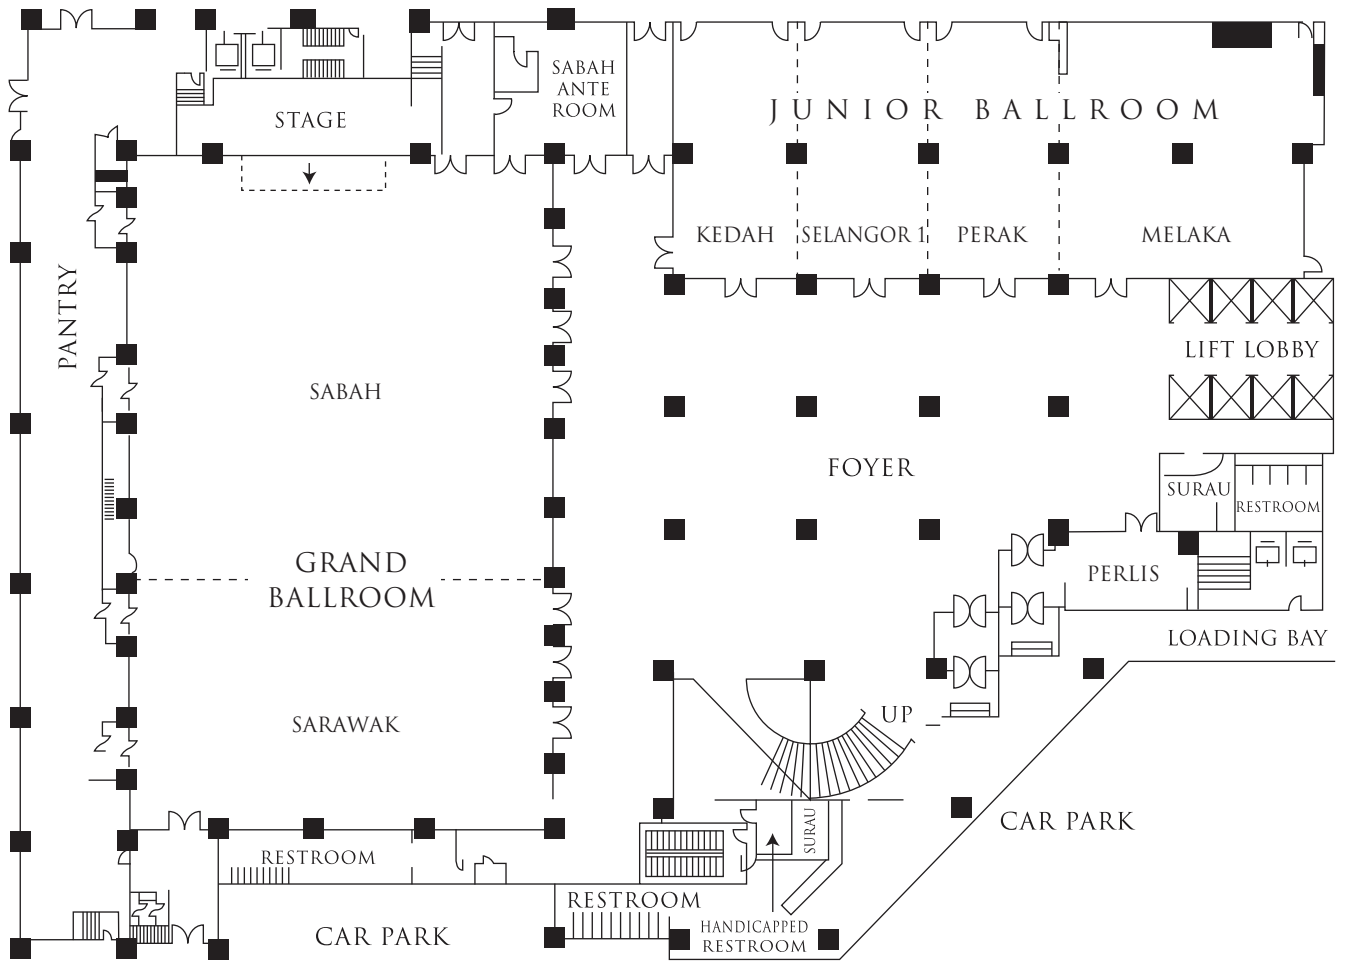 SABAH
ANTE
ROOM
STAGE
JUNIOR BALLROOM
KEDAH
SELANGOR 1
PERAK
MELAKA
PANTRY
LIFT LOBBY
SABAH
FOYER
SURAU
RESTROOM
GRAND
BALLROOM
PERLIS
LOADING BAY
SARAWAK
UP
CAR PARK
SURAU
RESTROOM
RESTROOM
CAR PARK
HANDICAPPED
RESTROOM